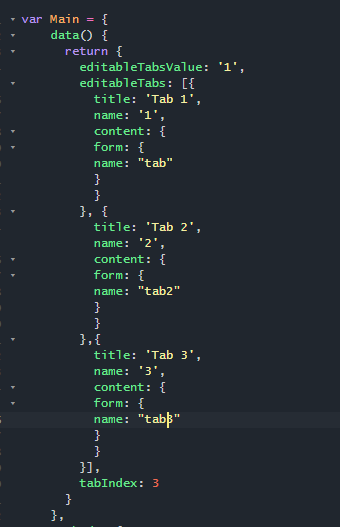 var Main = {
data() {
return {
editableTabsValue: '1',
editableTabs: [{
title: 'Tab 1',
name: '1',
content: {
form: {
name: "tab"
}
}
}, {
title: 'Tab 2',
name: '2',
content: {
form: {
name: "tab2"
}
}
},{
title: 'Tab 3',
name: '3',
content: {
form: {
name: "tab3"
}
}
}],
tabIndex: 3
}
},